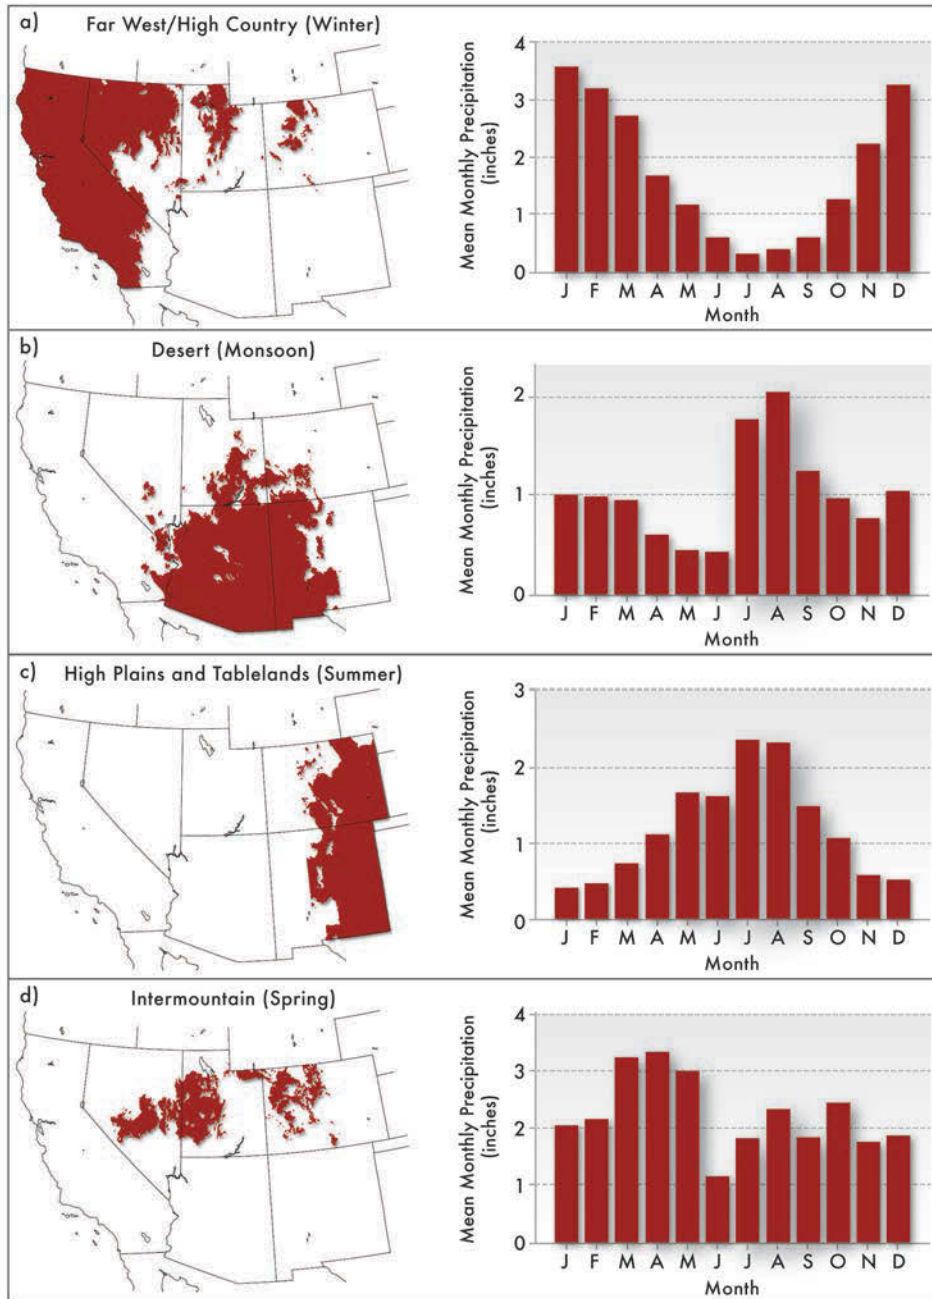 a)
Far West/High Country (Winter)
Mean Monthly Precipitation
(inches)
4
3
2
1
0
J F M A M J J A S O N D
Month
b)
Desert (Monsoon)
Mean Monthly Precipitation
(inches)
2
1
0
J F M A M J J A S O N D
Month
c)
High Plains and Tablelands (Summer)
Mean Monthly Precipitation
(inches)
3
2
1
0
J F M A M J J A S O N D
Month
d)
Intermountain (Spring)
Mean Monthly Precipitation
(inches)
4
3
2
1
0
J F M A M J J A S O N D
Month